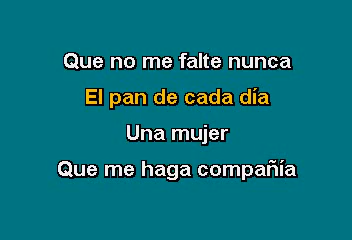 Que no me falte nunca
El pan de cada día
Una mujer
Que me haga compañía